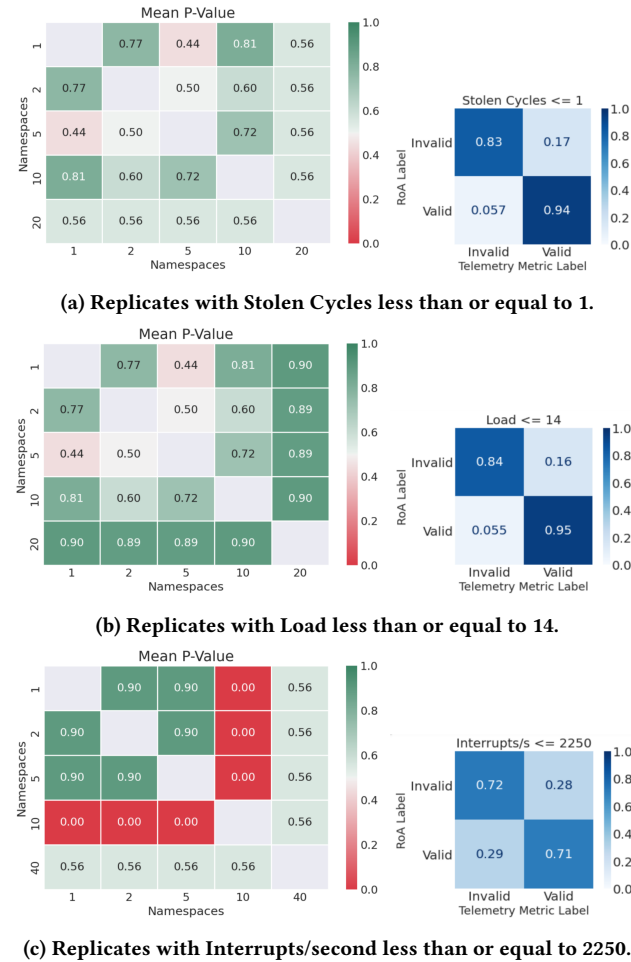 Mean P-Value
1 0.77 0.44 0.81 0.56 1.0
2 0.77 0.50 0.60 0.56 0.8
5 0.44 0.50 0.72 0.56 0.6
10 0.81 0.60 0.72 0.56 0.4
20 0.56 0.56 0.56 0.56 0.2
0.0
1 2 5 10 20
Namespaces
Namespaces
Stolen Cycles <= 1
Invalid 0.83 0.17
Valid 0.057 0.94
Invalid Valid
Telemetry Metric Label
RoA Label
1.0
0.8
0.6
0.4
0.2
0.0
(a) Replicates with Stolen Cycles less than or equal to 1.
Mean P-Value
1 0.77 0.44 0.81 0.90 1.0
2 0.77 0.50 0.60 0.89 0.8
5 0.44 0.50 0.72 0.89 0.6
10 0.81 0.60 0.72 0.90 0.4
20 0.90 0.89 0.89 0.90 0.2
0.0
1 2 5 10 20
Namespaces
Namespaces
Load <= 14
Invalid 0.84 0.16
Valid 0.055 0.95
Invalid Valid
Telemetry Metric Label
RoA Label
1.0
0.8
0.6
0.4
0.2
0.0
(b) Replicates with Load less than or equal to 14.
Mean P-Value
1 0.90 0.90 0.00 0.56 1.0
2 0.90 0.90 0.00 0.56 0.8
5 0.90 0.90 0.00 0.56 0.6
10 0.00 0.00 0.00 0.56 0.4
40 0.56 0.56 0.56 0.56 0.2
0.0
1 2 5 10 40
Namespaces
Namespaces
Interrupts/s <= 2250
Invalid 0.72 0.28
Valid 0.29 0.71
Invalid Valid
Telemetry Metric Label
RoA Label
1.0
0.8
0.6
0.4
0.2
0.0
(c) Replicates with Interrupts/second less than or equal to 2250.